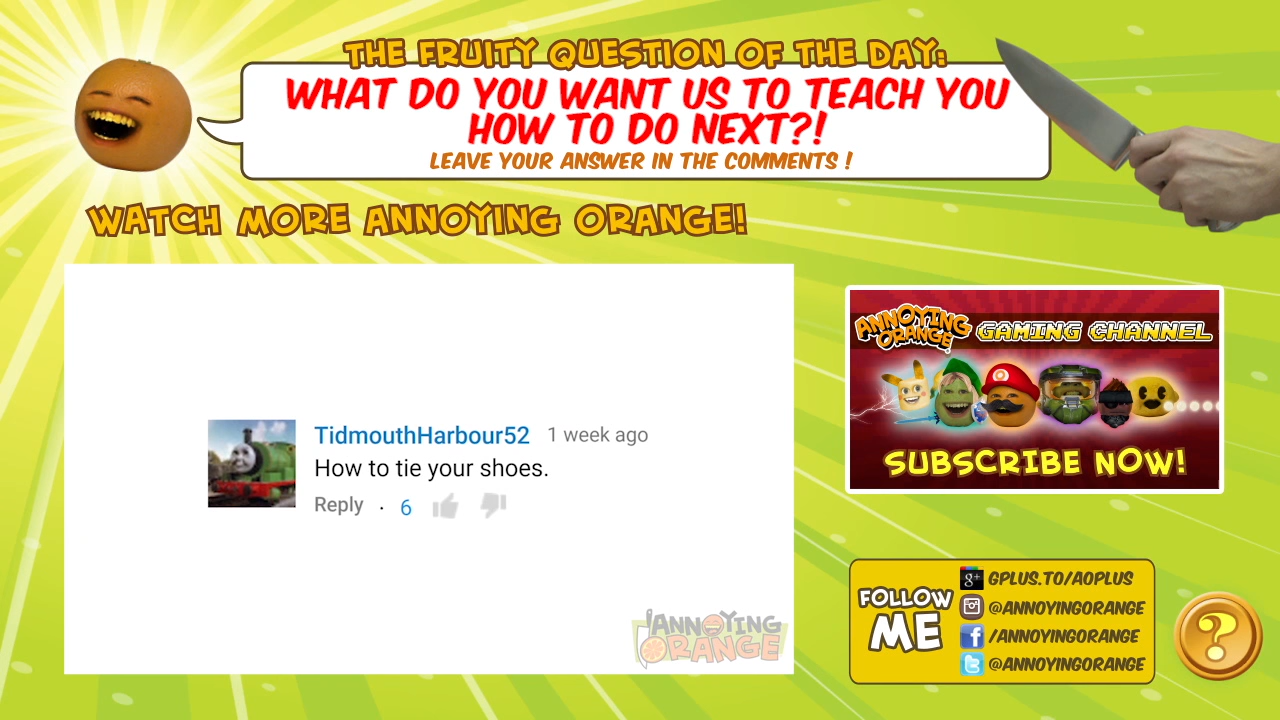 THE FRUITY QUESTION OF THE DAY:
WHAT DO YOU WANT US TO TEACH YOU
HOW TO DO NEXT?!
LEAVE YOUR ANSWER IN THE COMMENTS !
WATCH MORE ANNOYING ORANGE!
TidmouthHarbour52 1 week ago
How to tie your shoes.
Reply · 6
ANNOYING
ORANGE
ANNOYING
ORANGE
GAMING CHANNEL
SUBSCRIBE NOW!
FOLLOW
ME
g+ GPLUS.TO/AOPLUS
@ANNOYINGORANGE
f /ANNOYINGORANGE
t @ANNOYINGORANGE
?